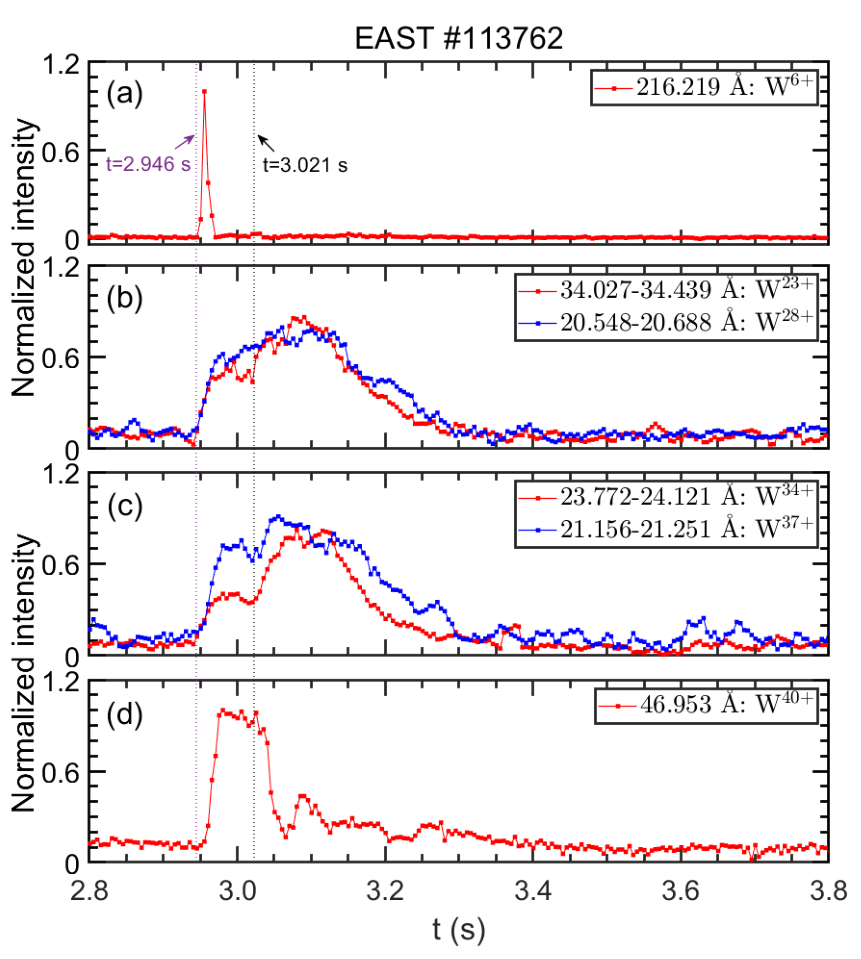 EAST #113762
1.2
(a)
216.219 Å: W⁶⁺
0.6
t=2.946 s
t=3.021 s
0
Normalized intensity
1.2
(b)
34.027-34.439 Å: W²³⁺
20.548-20.688 Å: W²⁸⁺
0.6
0
1.2
(c)
23.772-24.121 Å: W³⁴⁺
21.156-21.251 Å: W³⁷⁺
0.6
0
Normalized intensity
1.2
(d)
46.953 Å: W⁴⁰⁺
0.6
0
2.8 3.0 3.2 3.4 3.6 3.8
t (s)